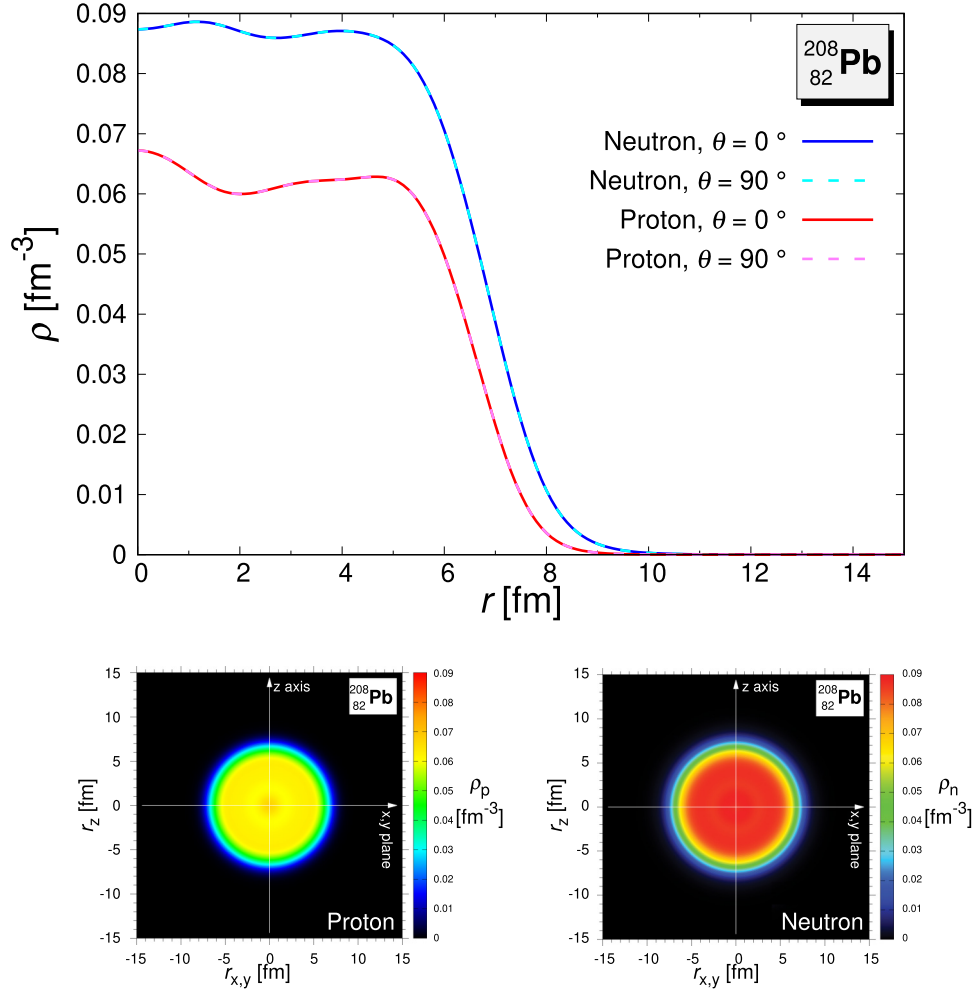 0.09
0.08
0.07
0.06
0.05
0.04
0.03
0.02
0.01
0
ρ [fm-3]
208
82 Pb
Neutron, θ = 0 °
Neutron, θ = 90 °
Proton, θ = 0 °
Proton, θ = 90 °
0 2 4 6 8 10 12 14
r [fm]
15
10
5
0
-5
-10
-15
rz [fm]
z axis
208
82 Pb
x,y plane
Proton
-15 -10 -5 0 5 10 15
rx,y [fm]
0.09
0.08
0.07
0.06
0.05
0.04
0.03
0.02
0.01
0
ρp
[fm-3]
15
10
5
0
-5
-10
-15
rz [fm]
z axis
208
82 Pb
x,y plane
Neutron
-15 -10 -5 0 5 10 15
rx,y [fm]
0.09
0.08
0.07
0.06
0.05
0.04
0.03
0.02
0.01
0
ρn
[fm-3]